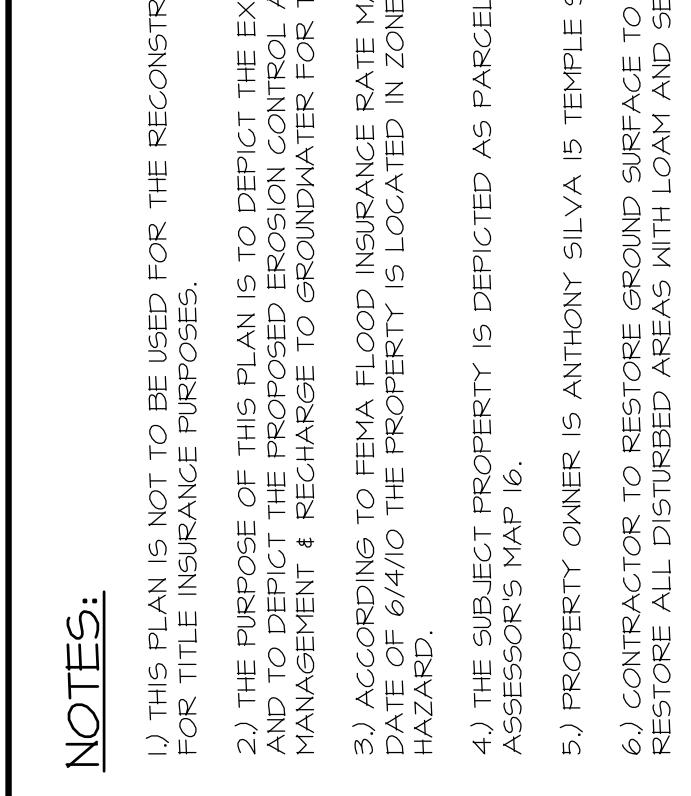 NOTES:
1.) THIS PLAN IS NOT TO BE USED FOR THE RECONSTR
FOR TITLE INSURANCE PURPOSES.
2.) THE PURPOSE OF THIS PLAN IS TO DEPICT THE EX
AND TO DEPICT THE PROPOSED EROSION CONTROL A
MANAGEMENT & RECHARGE TO GROUNDWATER FOR T
3.) ACCORDING TO FEMA FLOOD INSURANCE RATE MA
DATE OF 6/4/10 THE PROPERTY IS LOCATED IN ZONE
HAZARD.
4.) THE SUBJECT PROPERTY IS DEPICTED AS PARCEL
ASSESSOR'S MAP 16.
5.) PROPERTY OWNER IS ANTHONY SILVA 15 TEMPLE S
6.) CONTRACTOR TO RESTORE GROUND SURFACE TO
RESTORE ALL DISTURBED AREAS WITH LOAM AND SE